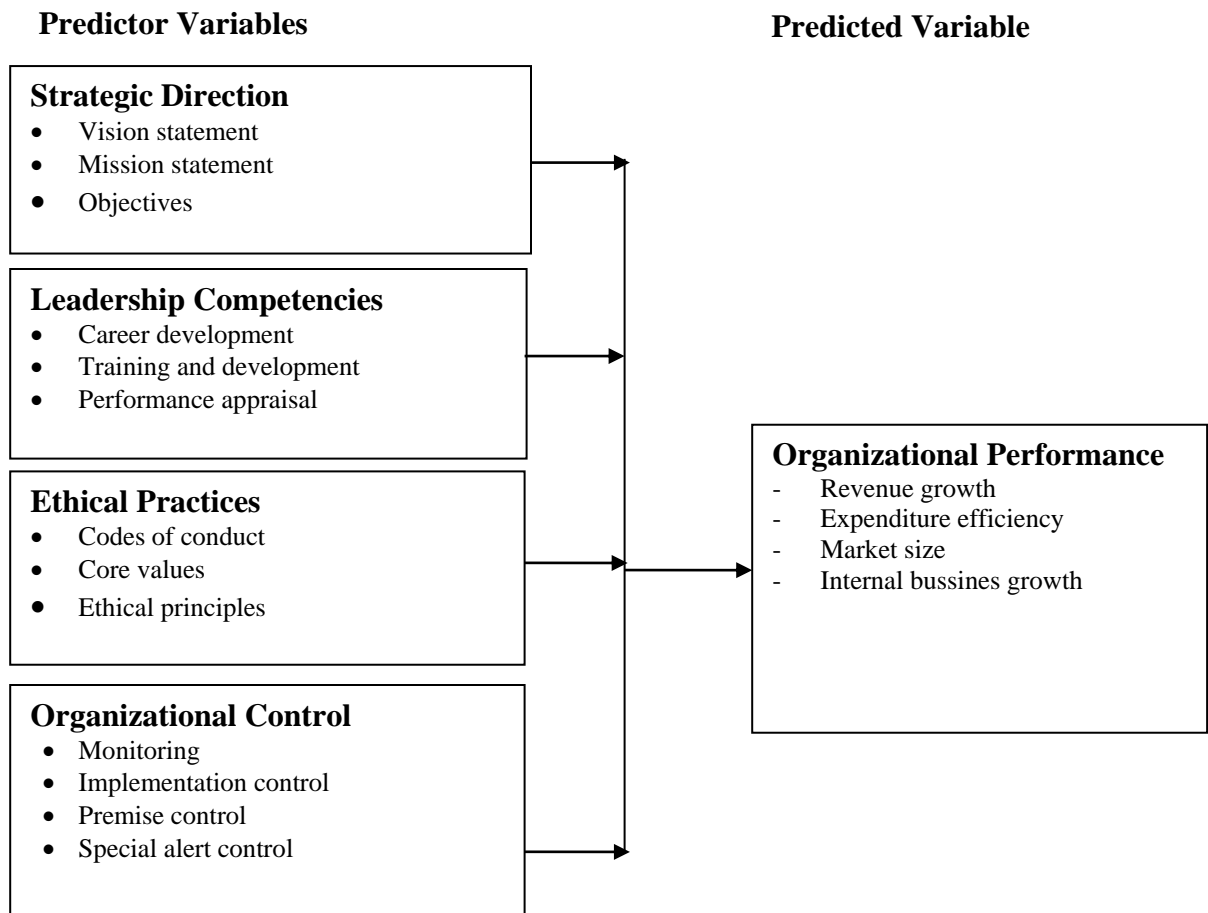 Predictor Variables
Predicted Variable
Strategic Direction
• Vision statement
• Mission statement
• Objectives
Leadership Competencies
• Career development
• Training and development
• Performance appraisal
Ethical Practices
• Codes of conduct
• Core values
• Ethical principles
Organizational Control
• Monitoring
• Implementation control
• Premise control
• Special alert control
Organizational Performance
- Revenue growth
- Expenditure efficiency
- Market size
- Internal bussines growth